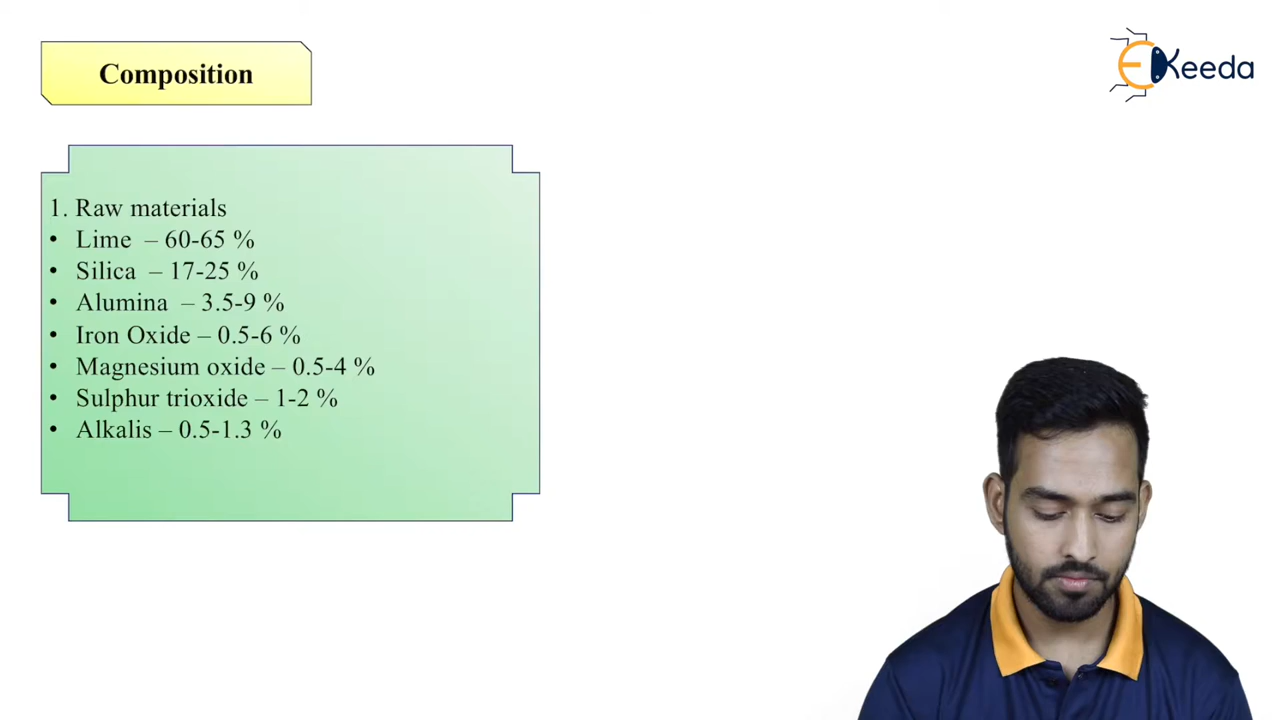 Composition
EKeeda
1. Raw materials
• Lime – 60-65 %
• Silica – 17-25 %
• Alumina – 3.5-9 %
• Iron Oxide – 0.5-6 %
• Magnesium oxide – 0.5-4 %
• Sulphur trioxide – 1-2 %
• Alkalis – 0.5-1.3 %